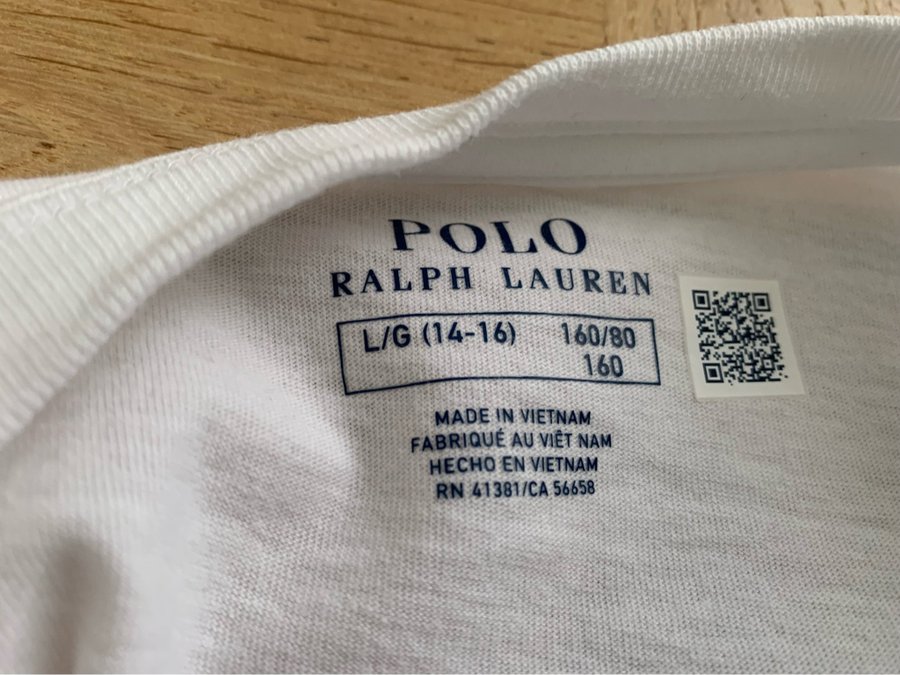 POLO
RALPH LAUREN
L/G (14-16) 160/80
160
MADE IN VIETNAM
FABRIQUÉ AU VIÊT NAM
HECHO EN VIETNAM
RN 41381/CA 56658